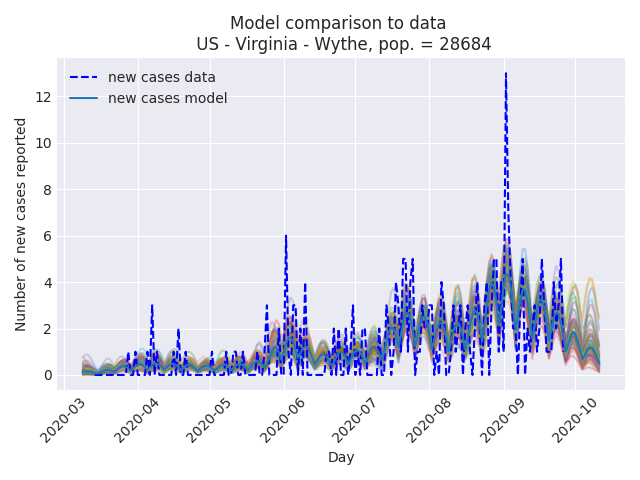 Model comparison to data
US - Virginia - Wythe, pop. = 28684
new cases data
new cases model
Number of new cases reported
12
10
8
6
4
2
0
2020-03
2020-04
2020-05
2020-06
2020-07
2020-08
2020-09
2020-10
Day